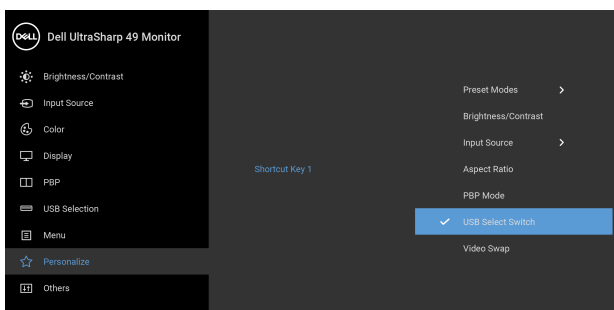 DELL Dell UltraSharp 49 Monitor
Brightness/Contrast
Input Source
Color
Display
PBP
USB Selection
Menu
Personalize
Others
Shortcut Key 1
Preset Modes
Brightness/Contrast
Input Source
Aspect Ratio
PBP Mode
USB Select Switch
Video Swap